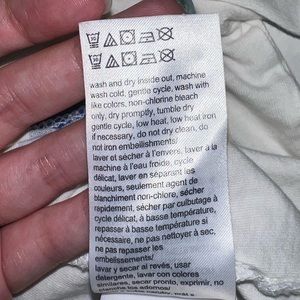 wash and dry inside out, machine
wash cold, gentle cycle, wash with
like colors, non-chlorine bleach
only, dry promptly, tumble dry
gentle cycle, low heat, low heat iron
if necessary, do not dry clean, do
not iron embellishments/
laver et sécher à l'envers, laver à la
machine à l'eau froide, cycle
délicat, laver en séparant les
couleurs, seulement agent de
blanchiment non-chlore, sécher
rapidement, sécher par culbutage à
cycle délicat, à basse température,
repasser à basse température si
nécessaire, ne pas nettoyer à sec,
ne pas repasser les
embellissements/
lavar y secar al revés, usar
detergente, lavar con colores
similares, secar pronto, exprimir, no
planche los adornos/